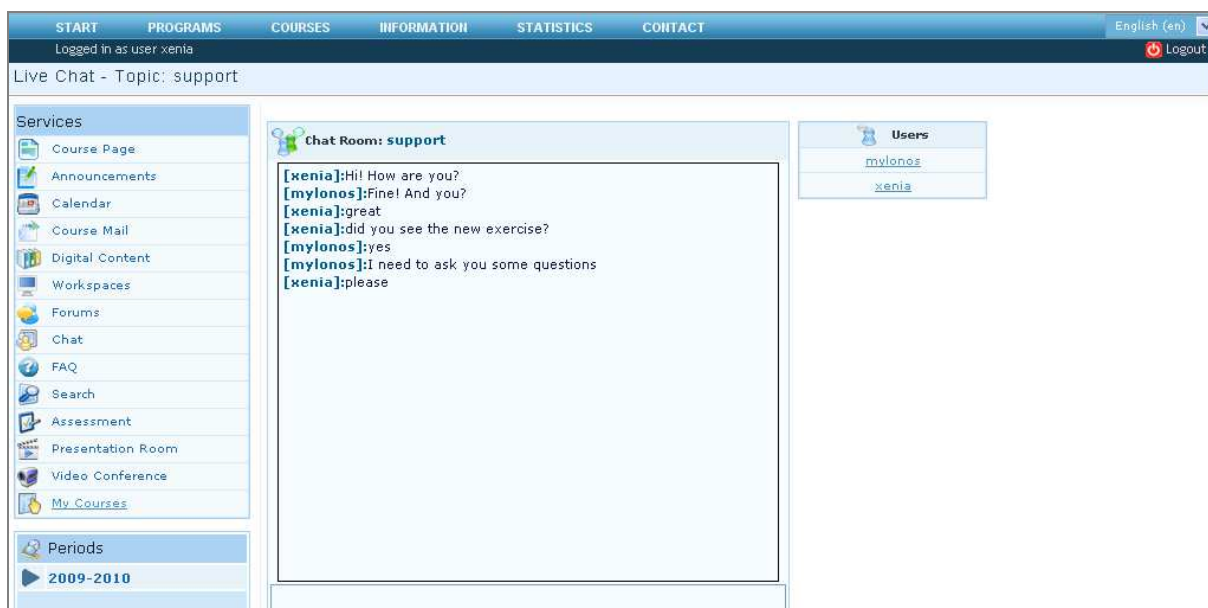 START PROGRAMS COURSES INFORMATION STATISTICS CONTACT English (en)
Logged in as user xenia Logout
Live Chat - Topic: support
Services
Course Page
Announcements
Calendar
Course Mail
Digital Content
Workspaces
Forums
Chat
FAQ
Search
Assessment
Presentation Room
Video Conference
My Courses
Periods
2009-2010
Chat Room: support
[xenia]:Hi! How are you?
[mylonos]:Fine! And you?
[xenia]:great
[xenia]:did you see the new exercise?
[mylonos]:yes
[mylonos]:I need to ask you some questions
[xenia]:please
Users
mylonos
xenia